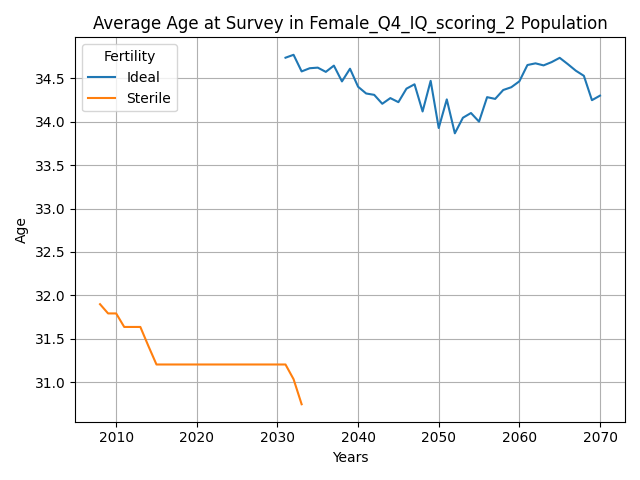 Average Age at Survey in Female_Q4_IQ_scoring_2 Population
Fertility
Ideal
Sterile
34.5
34.0
33.5
33.0
32.5
32.0
31.5
31.0
Age
2010 2020 2030 2040 2050 2060 2070
Years